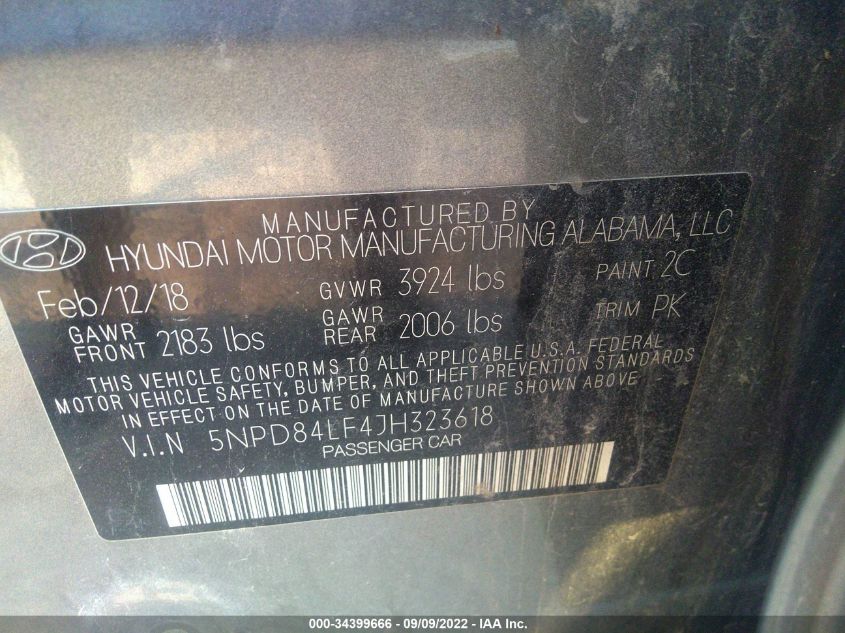 MANUFACTURED BY
HYUNDAI MOTOR MANUFACTURING ALABAMA, LLC
Feb/12/18 GVWR 3924 lbs PAINT 2C
GAWR FRONT 2183 lbs GAWR REAR 2006 lbs TRIM PK
THIS VEHICLE CONFORMS TO ALL APPLICABLE U.S.A. FEDERAL
MOTOR VEHICLE SAFETY, BUMPER, AND THEFT PREVENTION STANDARDS
IN EFFECT ON THE DATE OF MANUFACTURE SHOWN ABOVE
V.I.N 5NPD84LF4JH323618
PASSENGER CAR
000-34399666 - 09/09/2022 - IAA Inc.